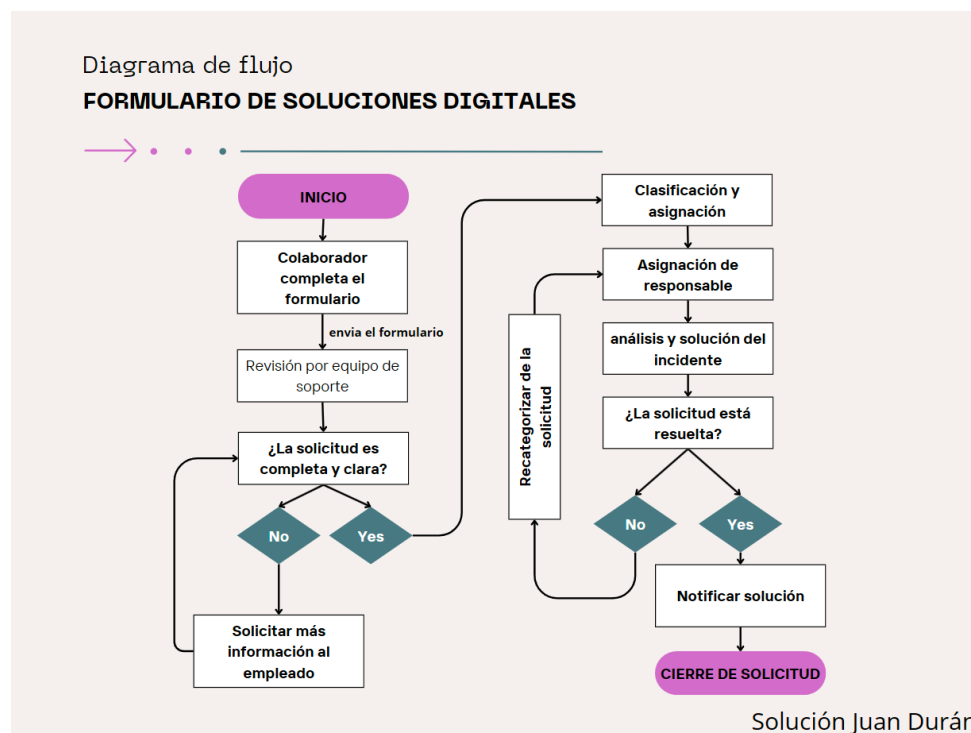 Diagrama de flujo
FORMULARIO DE SOLUCIONES DIGITALES
INICIO
Colaborador
completa el
formulario
envia el formulario
Revisión por equipo de
soporte
¿La solicitud es
completa y clara?
No
Yes
Solicitar más
información al
empleado
Clasificación y
asignación
Asignación de
responsable
análisis y solución del
incidente
¿La solicitud está
resuelta?
No
Yes
Recategorizar de la
solicitud
Notificar solución
CIERRE DE SOLICITUD
Solución Juan Durán